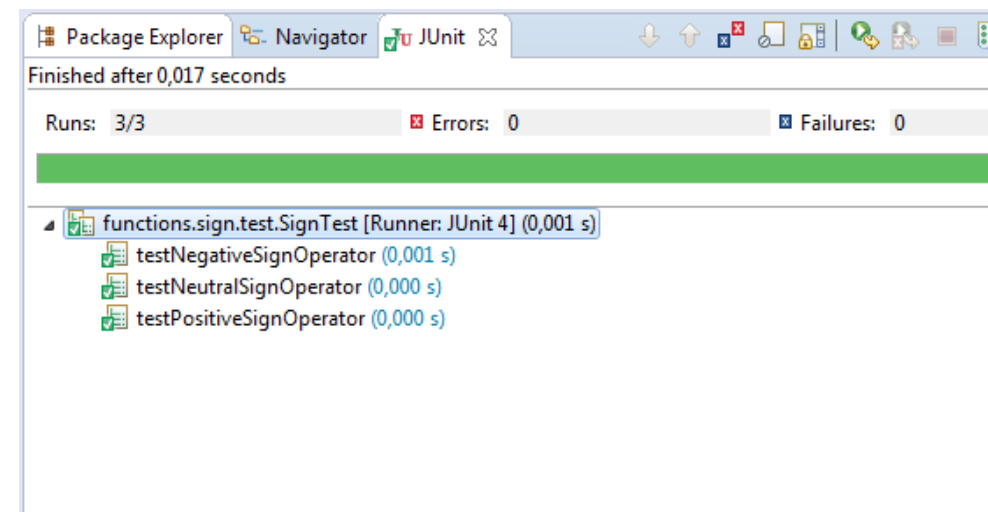 Package Explorer Navigator JUnit
Finished after 0,017 seconds
Runs: 3/3 Errors: 0 Failures: 0
functions.sign.test.SignTest [Runner: JUnit 4] (0,001 s)
testNegativeSignOperator (0,001 s)
testNeutralSignOperator (0,000 s)
testPositiveSignOperator (0,000 s)